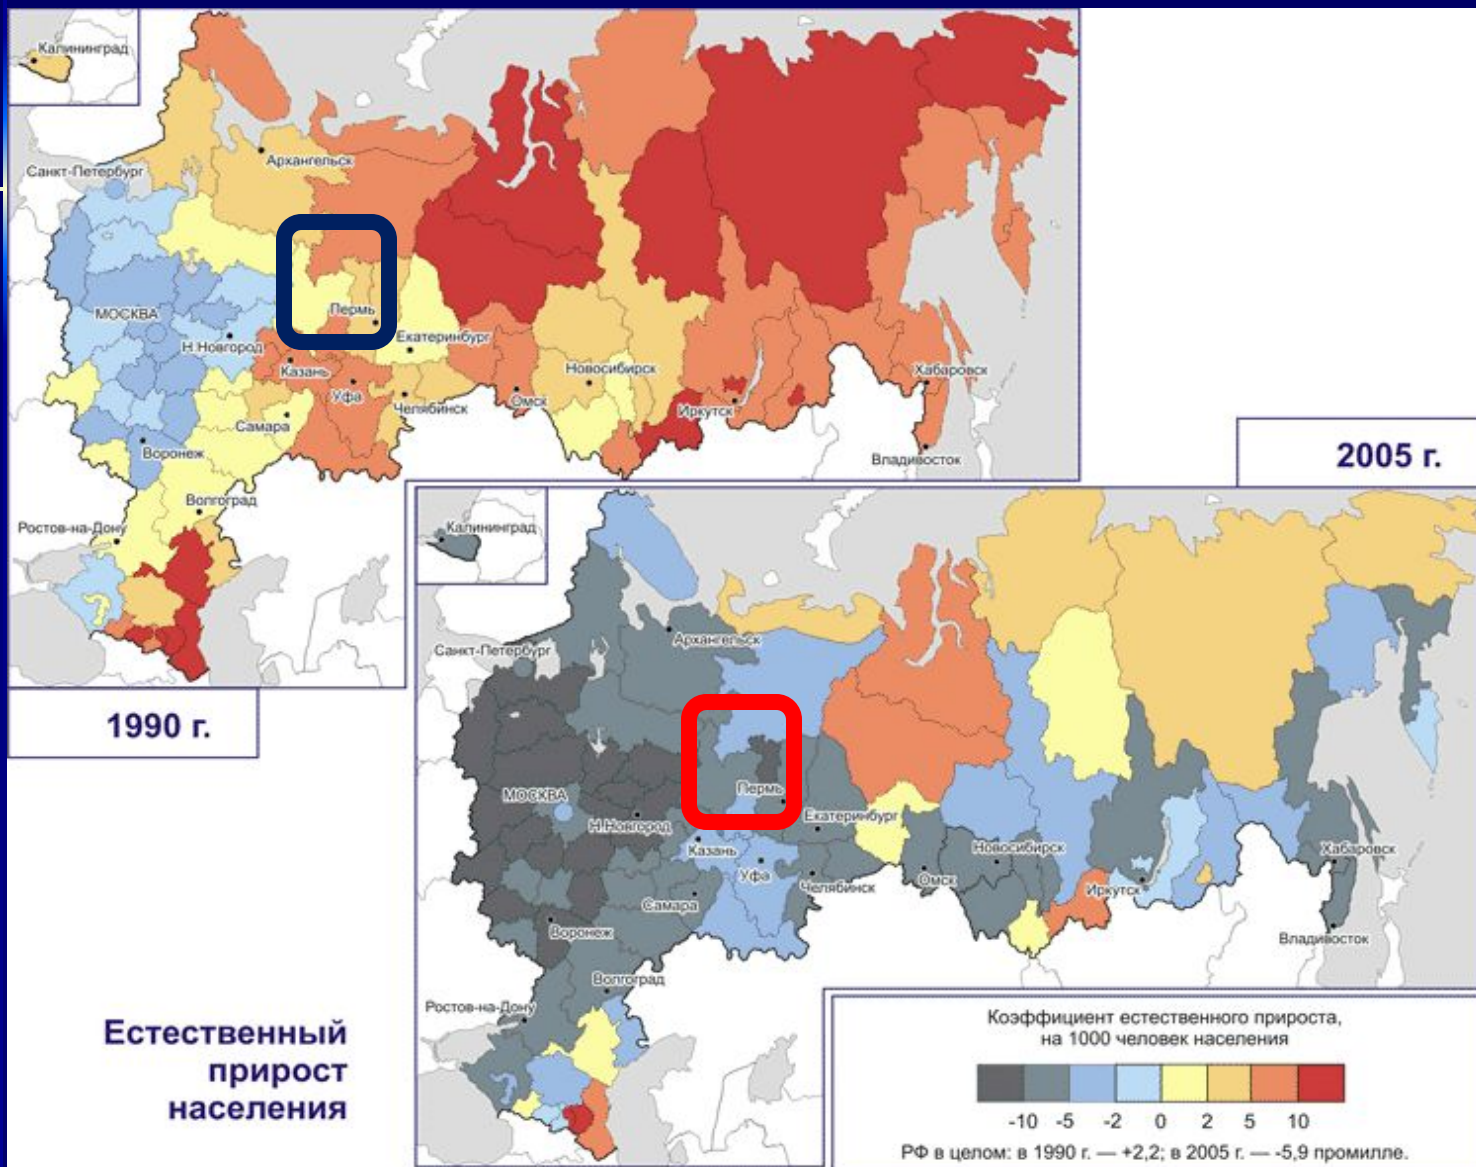 Калининград
Архангельск
Санкт-Петербург
МОСКВА
Пермь
Н.Новгород
Екатеринбург
Казань
Уфа
Челябинск
Омск
Новосибирск
Иркутск
Хабаровск
Владивосток
Самара
Воронеж
Волгоград
Ростов-на-Дону
1990 г.
2005 г.
Калининград
Архангельск
Санкт-Петербург
МОСКВА
Пермь
Н.Новгород
Екатеринбург
Казань
Уфа
Челябинск
Омск
Новосибирск
Иркутск
Хабаровск
Владивосток
Самара
Воронеж
Волгоград
Ростов-на-Дону
Естественный
прирост
населения
Коэффициент естественного прироста,
на 1000 человек населения
-10 -5 -2 0 2 5 10
РФ в целом: в 1990 г. — +2,2; в 2005 г. — -5,9 промилле.